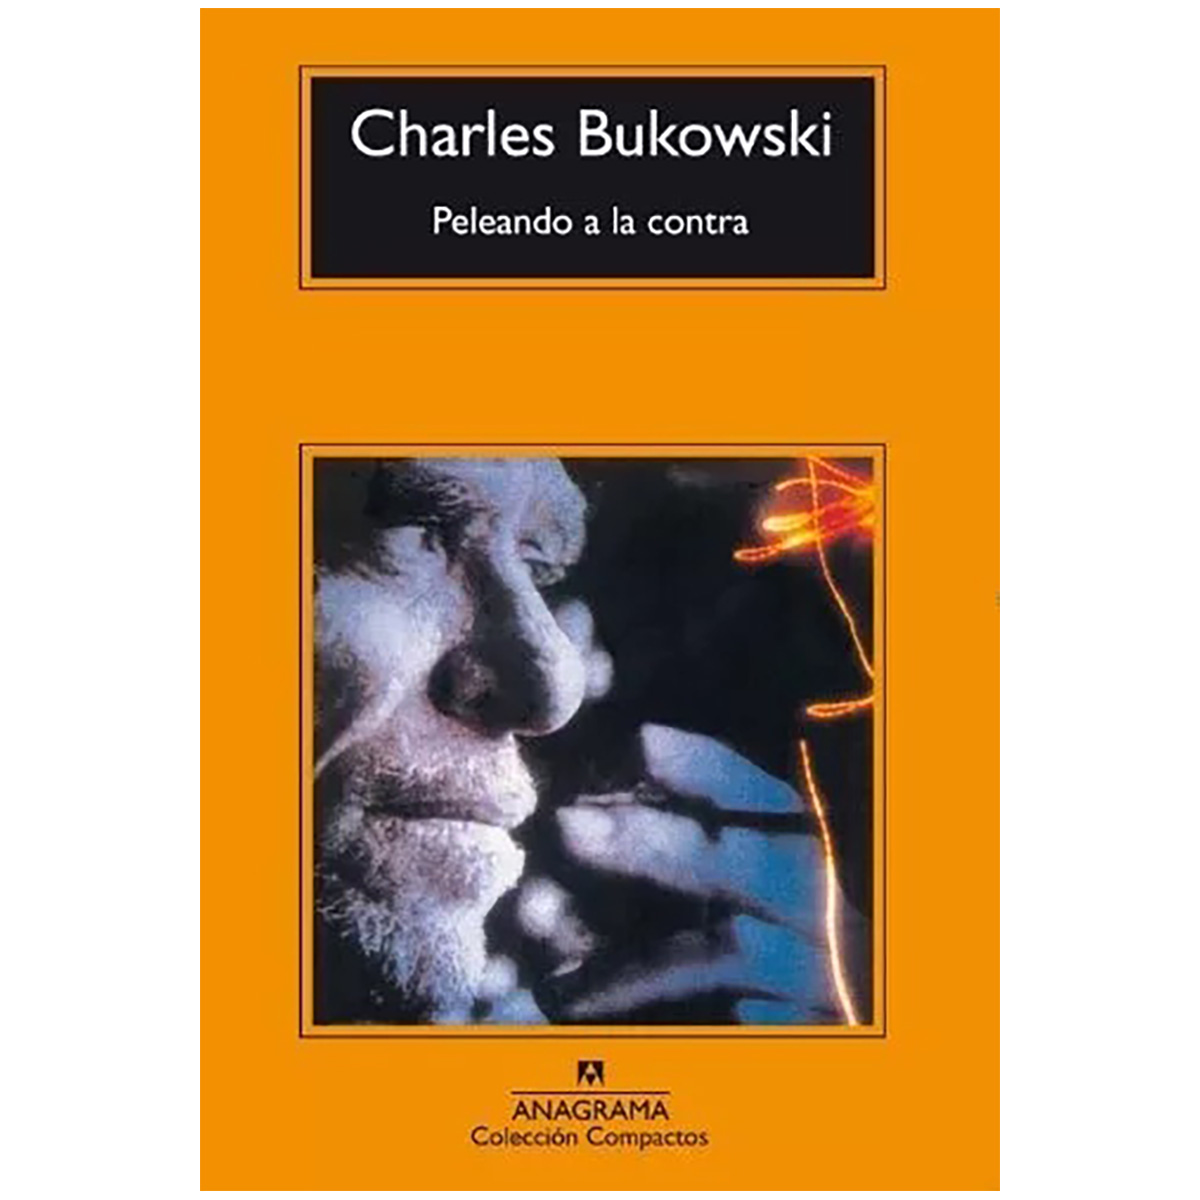 Charles Bukowski
Peleando a la contra
ANAGRAMA
Colección Compactos